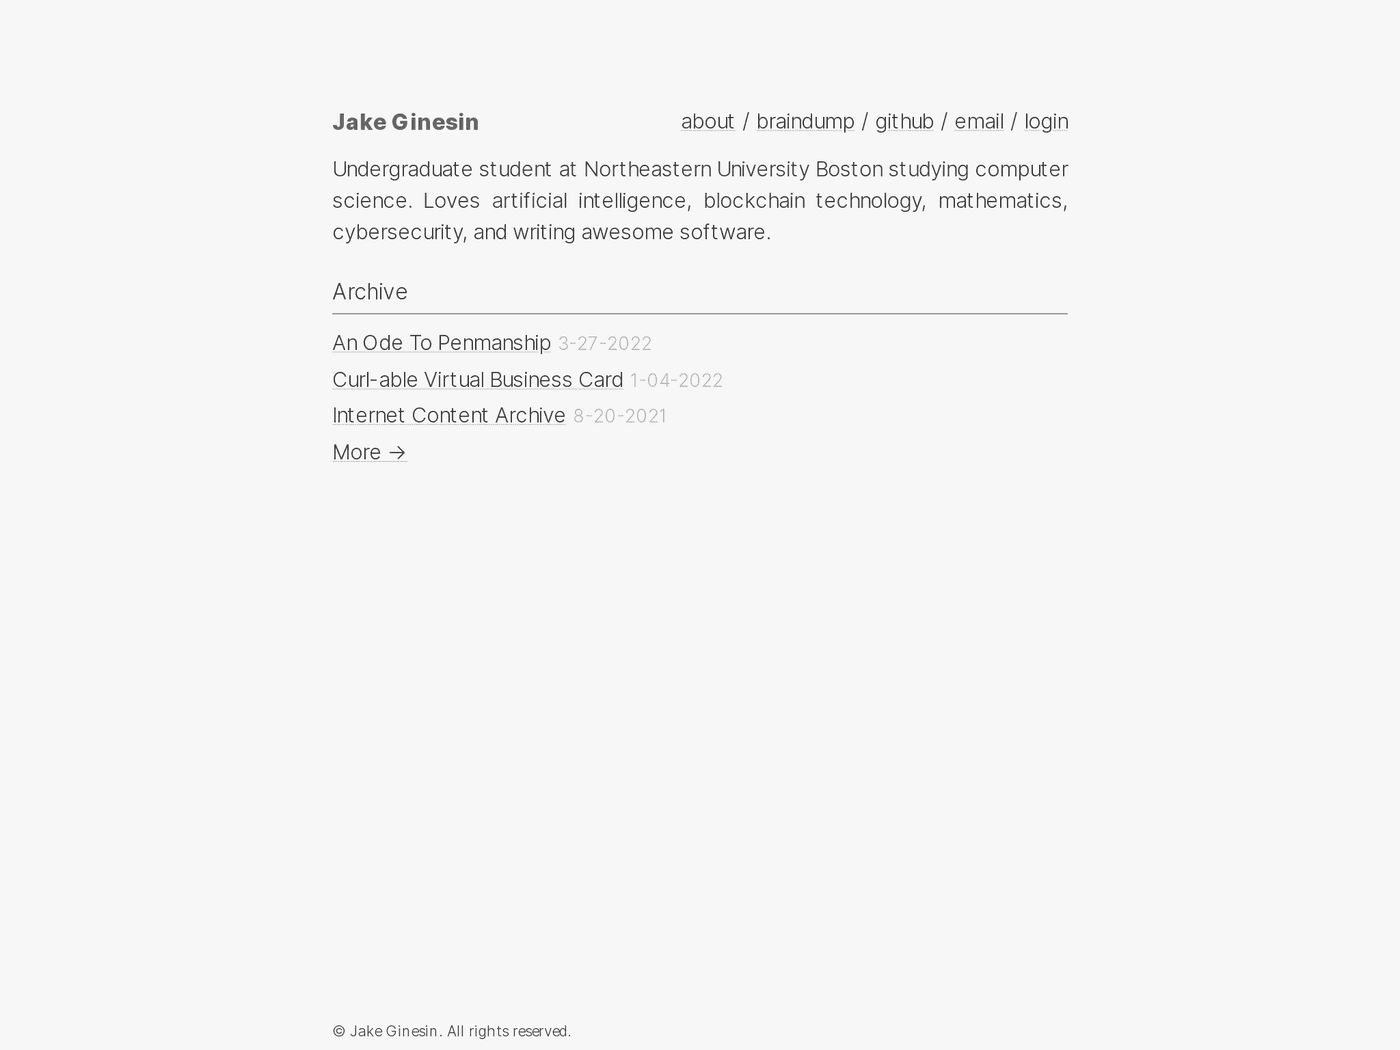 Jake Ginesin
about / braindump / github / email / login
Undergraduate student at Northeastern University Boston studying computer
science. Loves artificial intelligence, blockchain technology, mathematics,
cybersecurity, and writing awesome software.
Archive
An Ode To Penmanship 3-27-2022
Curl-able Virtual Business Card 1-04-2022
Internet Content Archive 8-20-2021
More →
© Jake Ginesin. All rights reserved.